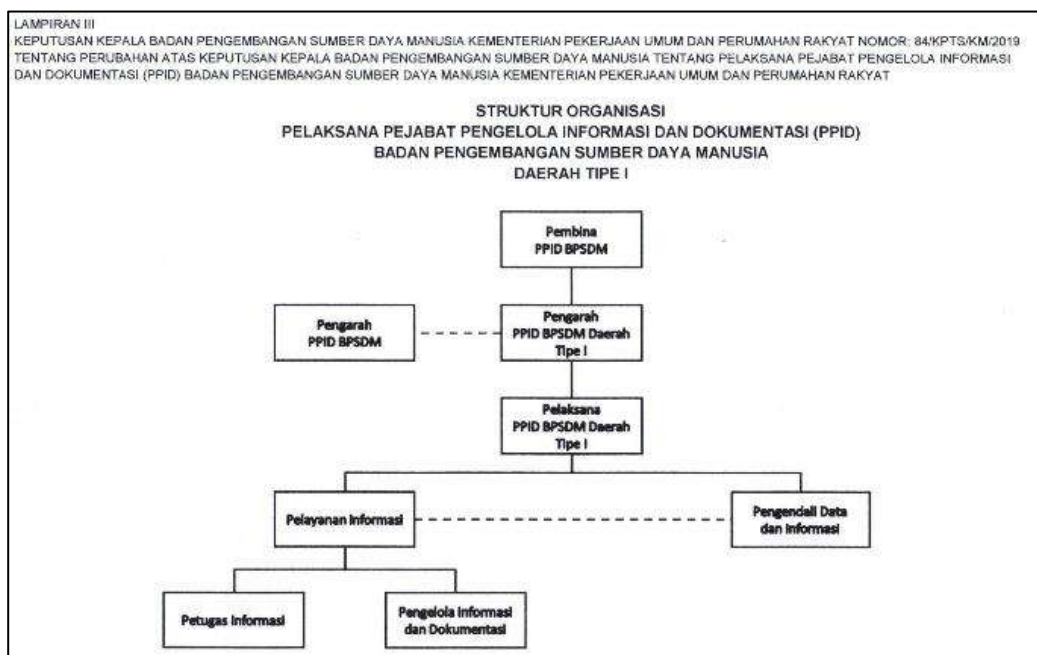 LAMPIRAN III
KEPUTUSAN KEPALA BADAN PENGEMBANGAN SUMBER DAYA MANUSIA KEMENTERIAN PEKERJAAN UMUM DAN PERUMAHAN RAKYAT NOMOR: 84/KPTS/KM/2019
TENTANG PERUBAHAN ATAS KEPUTUSAN KEPALA BADAN PENGEMBANGAN SUMBER DAYA MANUSIA TENTANG PELAKSANA PEJABAT PENGELOLA INFORMASI
DAN DOKUMENTASI (PPID) BADAN PENGEMBANGAN SUMBER DAYA MANUSIA KEMENTERIAN PEKERJAAN UMUM DAN PERUMAHAN RAKYAT
STRUKTUR ORGANISASI
PELAKSANA PEJABAT PENGELOLA INFORMASI DAN DOKUMENTASI (PPID)
BADAN PENGEMBANGAN SUMBER DAYA MANUSIA
DAERAH TIPE I
Pembina
PPID BPSDM
Pengarah
PPID BPSDM
Pengarah
PPID BPSDM Daerah
Tipe I
Pelaksana
PPID BPSDM Daerah
Tipe I
Pelayanan Informasi
Pengendali Data
dan Informasi
Petugas Informasi
Pengelola Informasi
dan Dokumentasi